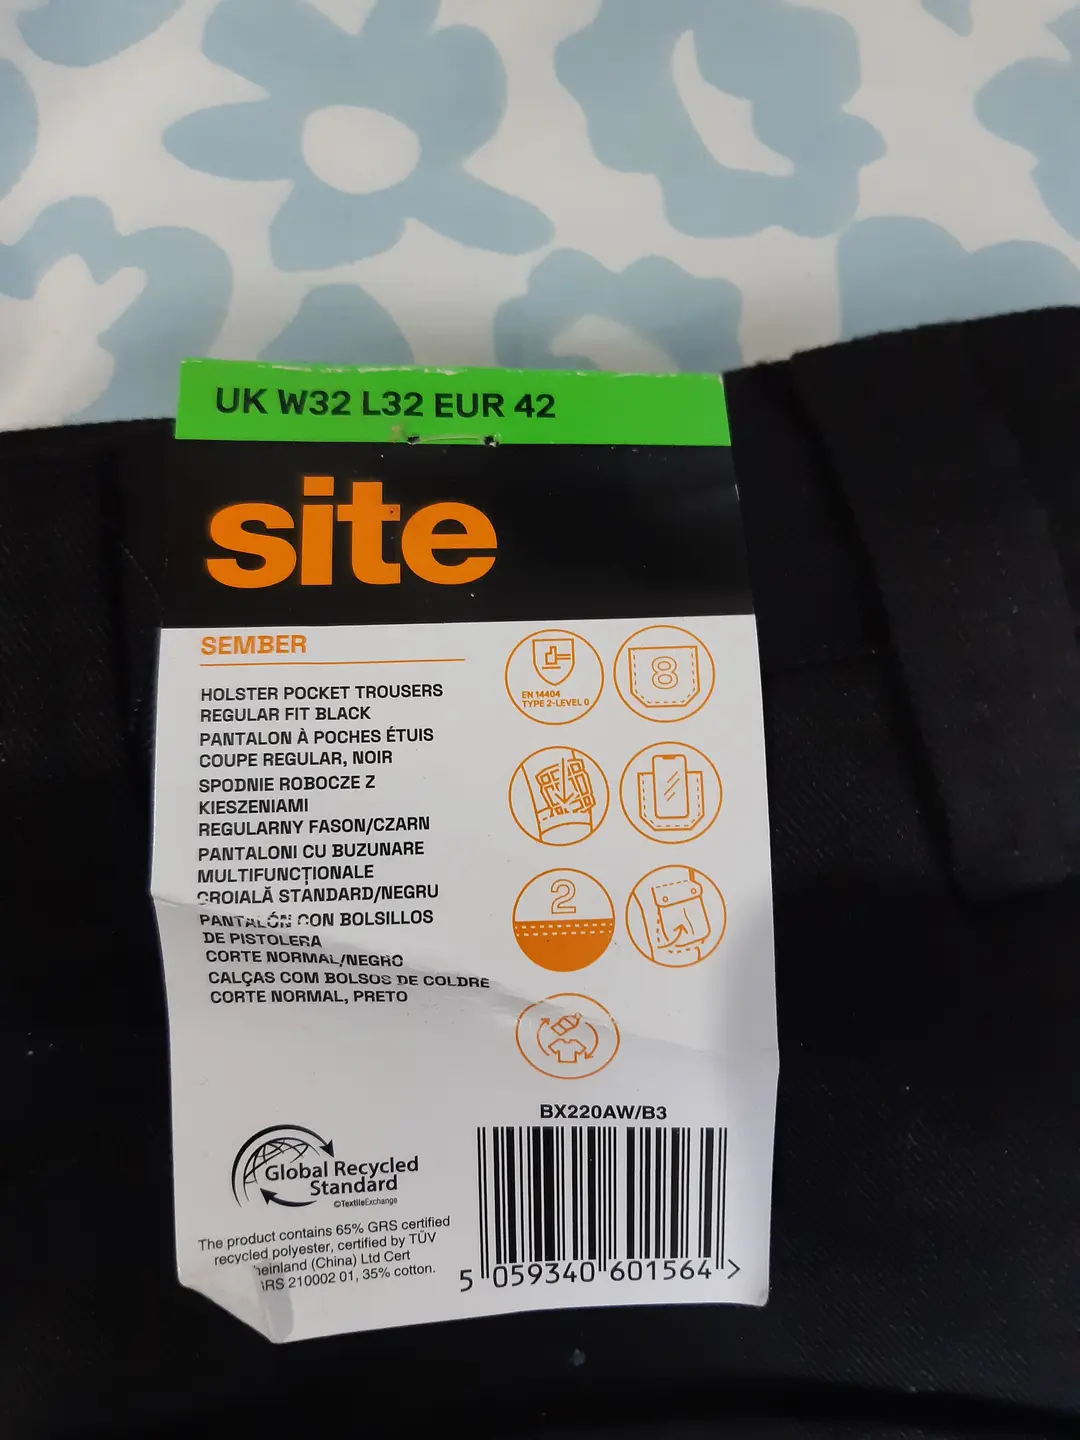 UK W32 L32 EUR 42
site
SEMBER
HOLSTER POCKET TROUSERS
REGULAR FIT BLACK
PANTALON À POCHES ÉTUIS
COUPE REGULAR, NOIR
SPODNIE ROBOCZE Z
KIESZENIAMI
REGULARNY FASON/CZARN
PANTALONI CU BUZUNARE
MULTIFUNCȚIONALE
CROIALĂ STANDARD/NEGRU
PANTALÓN CON BOLSILLOS
DE PISTOLERA
CORTE NORMAL/NEGRO
CALÇAS COM BOLSOS DE COLDRE
CORTE NORMAL, PRETO
EN 14404
TYPE 2-LEVEL 0
8
2
BX220AW/B3
5 059340 601564 >
Global Recycled
Standard
©TextileExchange
The product contains 65% GRS certified
recycled polyester, certified by TÜV
(China) Ltd Cert
210002 01, 35% cotton.